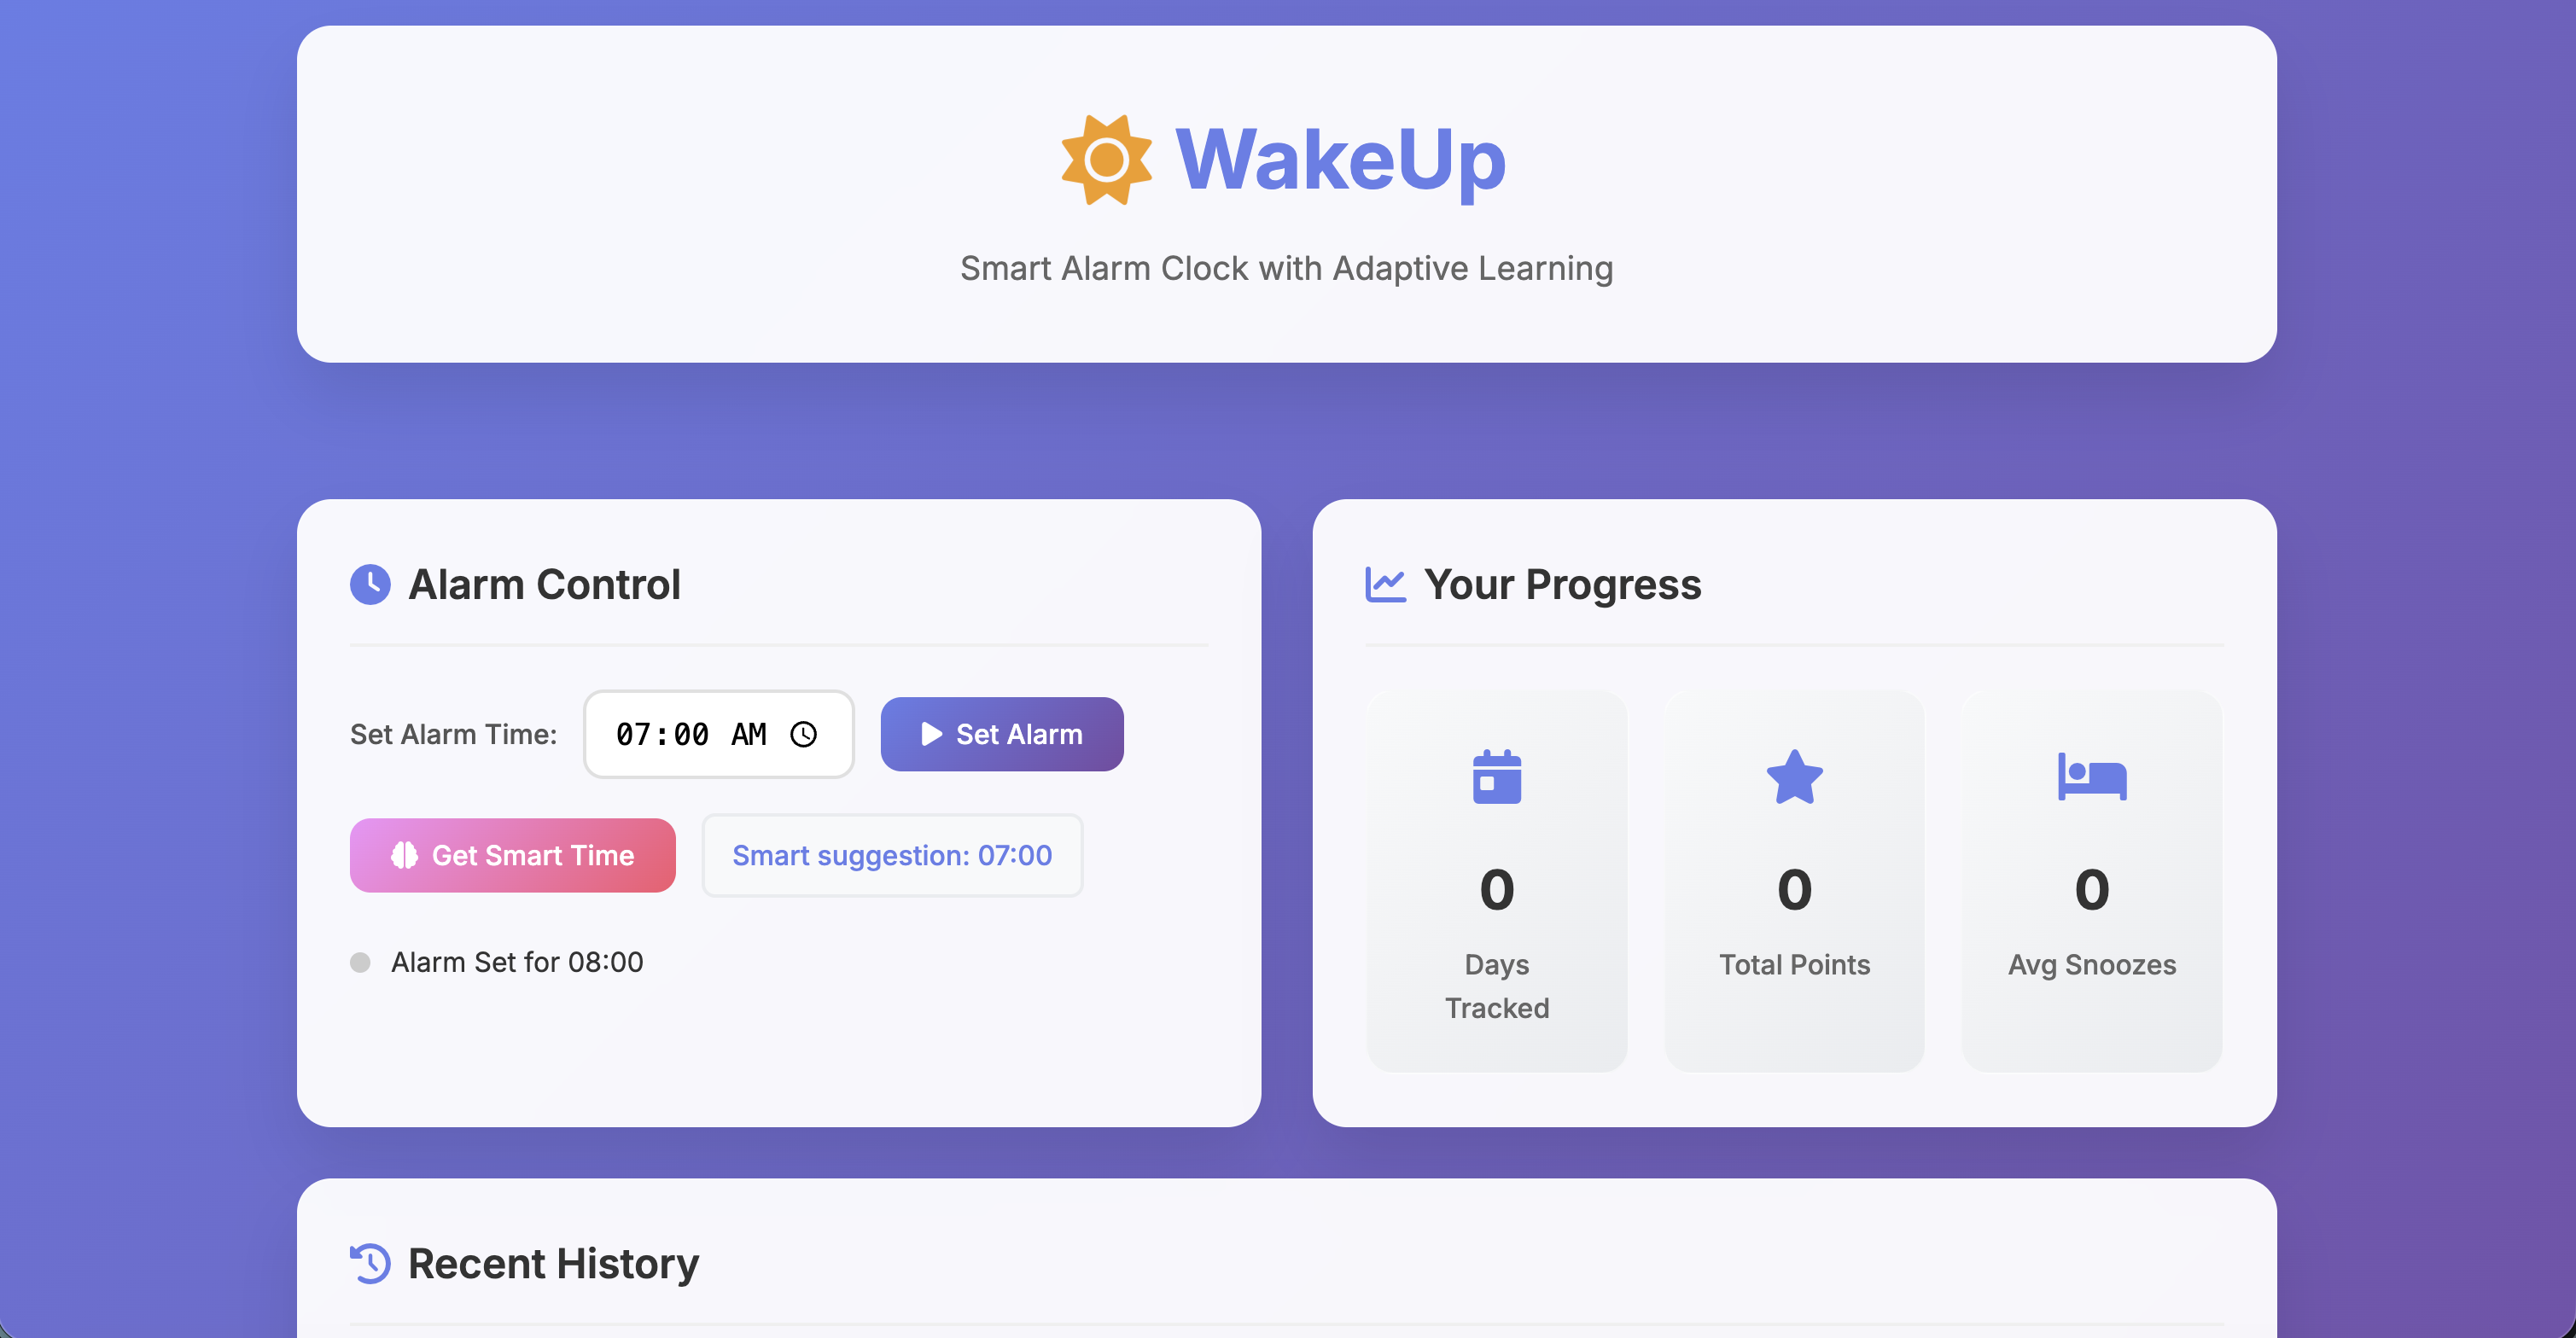 WakeUp
Smart Alarm Clock with Adaptive Learning
Alarm Control
Set Alarm Time:
07:00 AM
Set Alarm
Get Smart Time
Smart suggestion: 07:00
Alarm Set for 08:00
Your Progress
0
Days
Tracked
0
Total Points
0
Avg Snoozes
Recent History